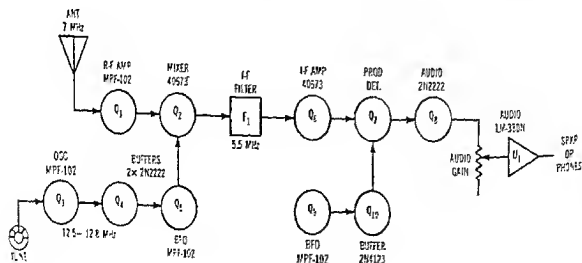 ANT
7 MHz
R-F AMP
MPF-102
MIXER
40673
I-F
FILTER
I-F AMP
40673
PROD
DET.
AUDIO
2N2222
Q1
Q2
F1
Q6
Q7
Q8
5.5 MHz
AUDIO
LM-380N
U1
AUDIO
GAIN
SPKR
OR
PHONES
OSC
MPF-102
BUFFERS
2× 2N2222
Q3
Q4
Q5
Q9
Q10
12.5–12.8 MHz
TUNE
BFO
MPF-102
BFO
MPF-102
BUFFER
2N4123